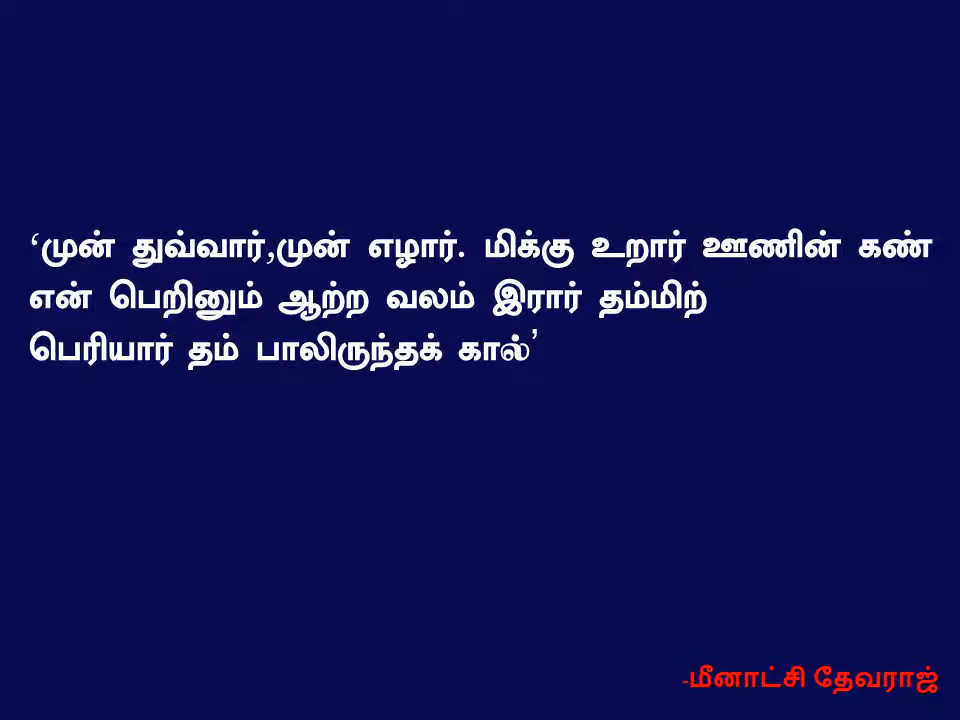 ‘முன் துவ்வார்,முன் எழார். மிக்கு உறார் ஊணின் கண்
என் பெறினும் ஆற்ற வலம் இரார் தம்மிற்
பெரியார் தம் பாலிருந்தக் கால்’
-மீனாட்சி தேவராஜ்